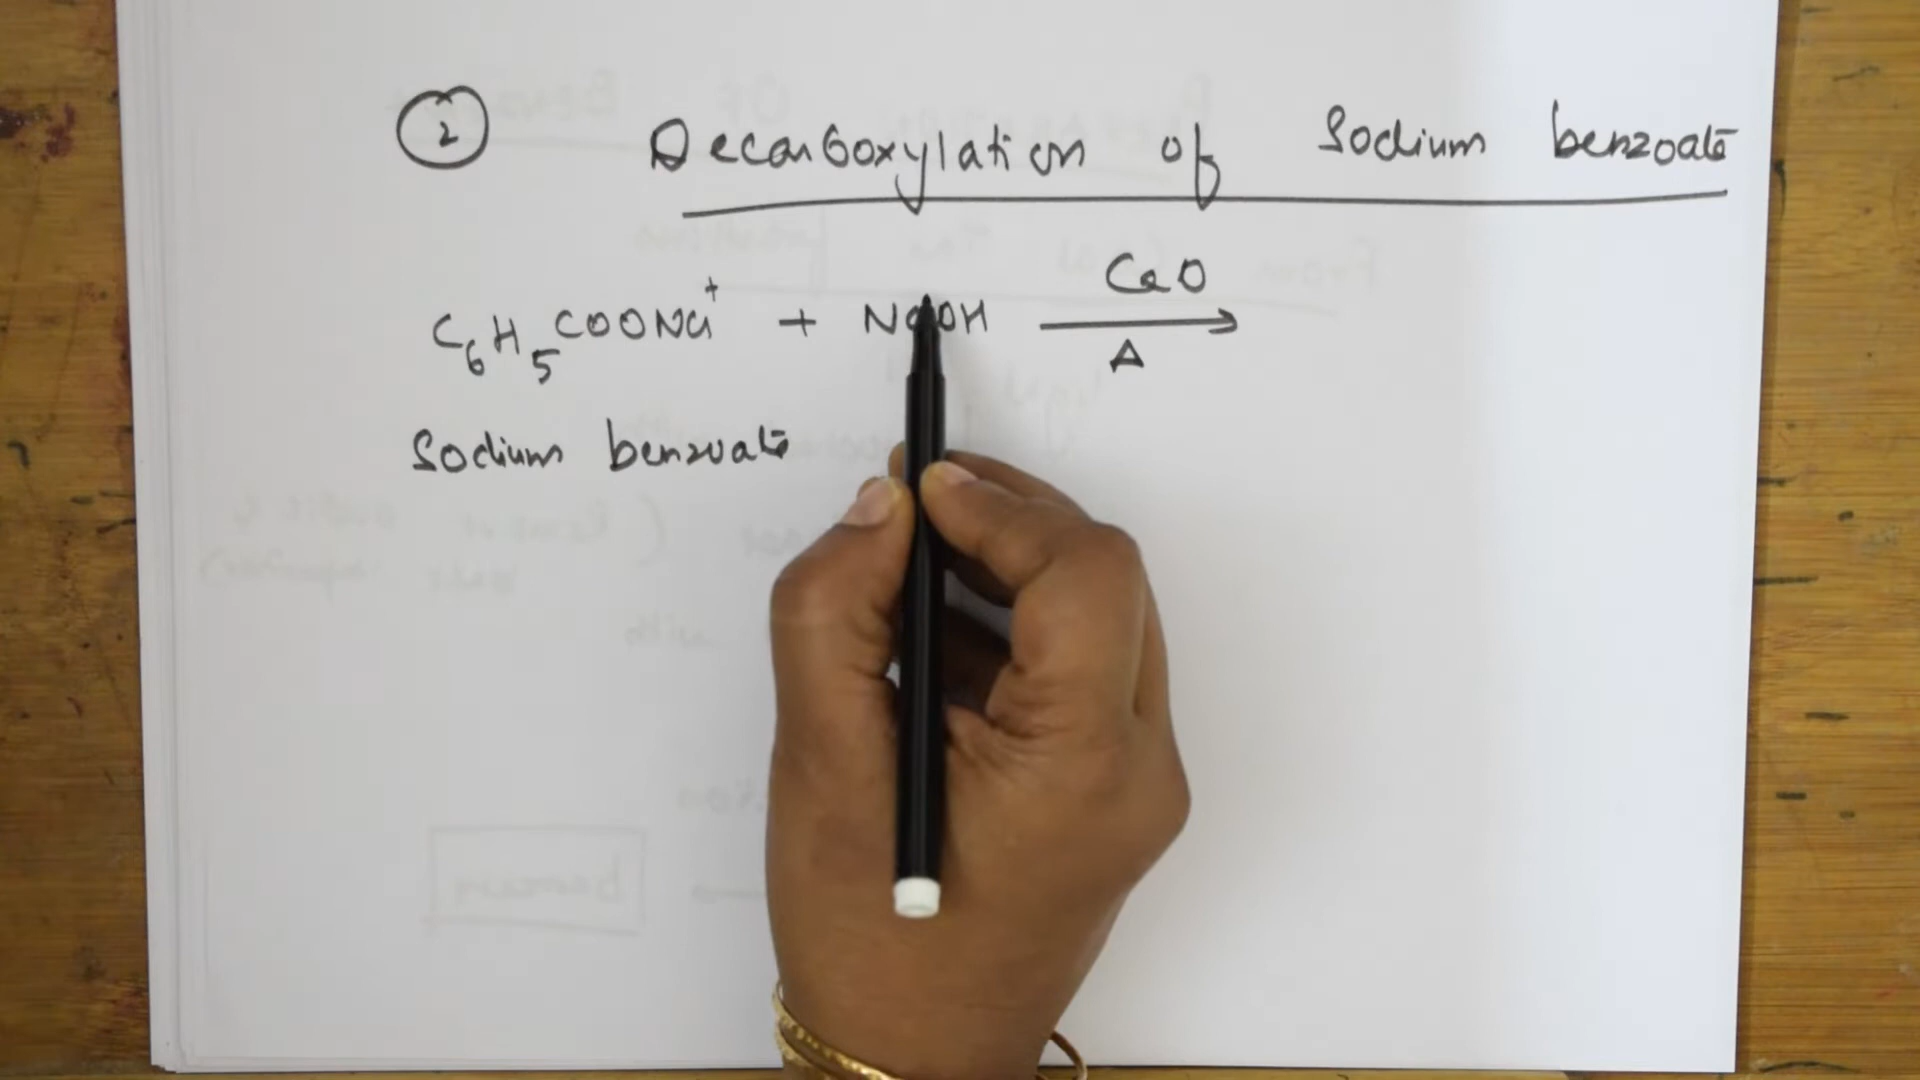 2 Decarboxylation of Sodium benzoate
CaO
C6H5COONa+ + NaOH →
Δ
Sodium benzoate